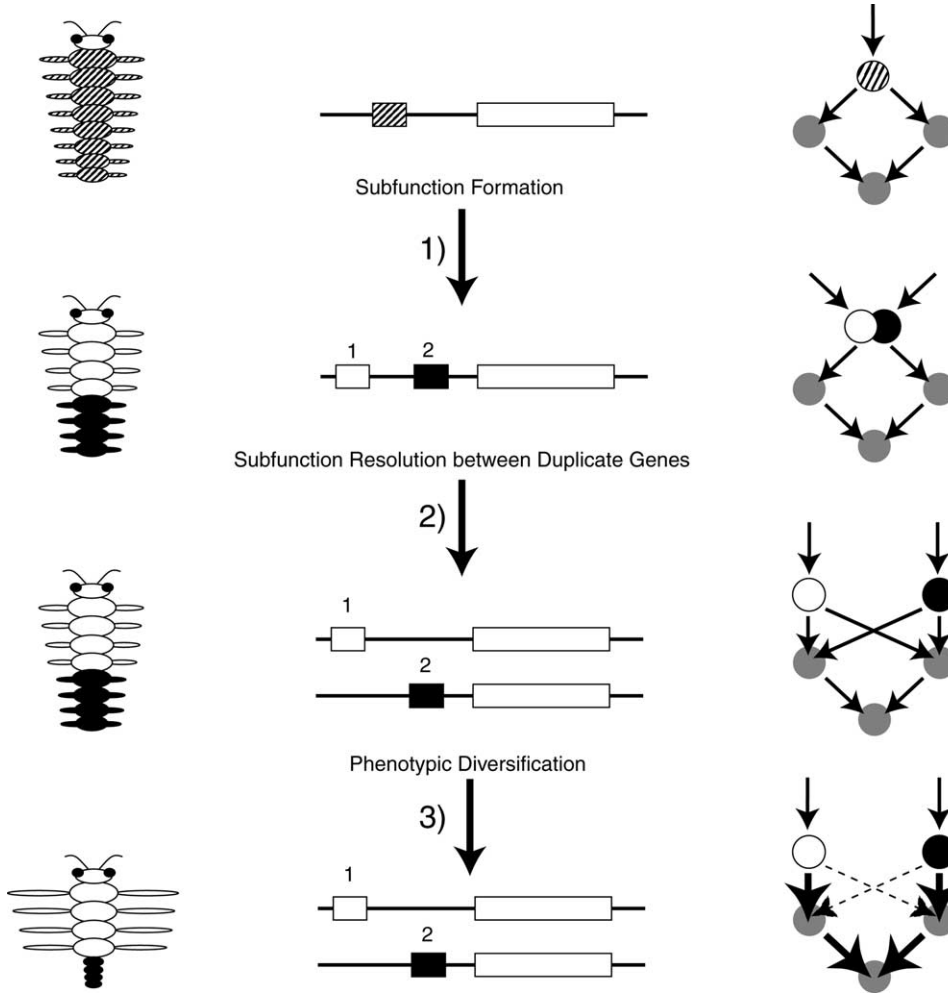 Subfunction Formation
1)
1 2
Subfunction Resolution between Duplicate Genes
2)
1
2
Phenotypic Diversification
3)
1
2